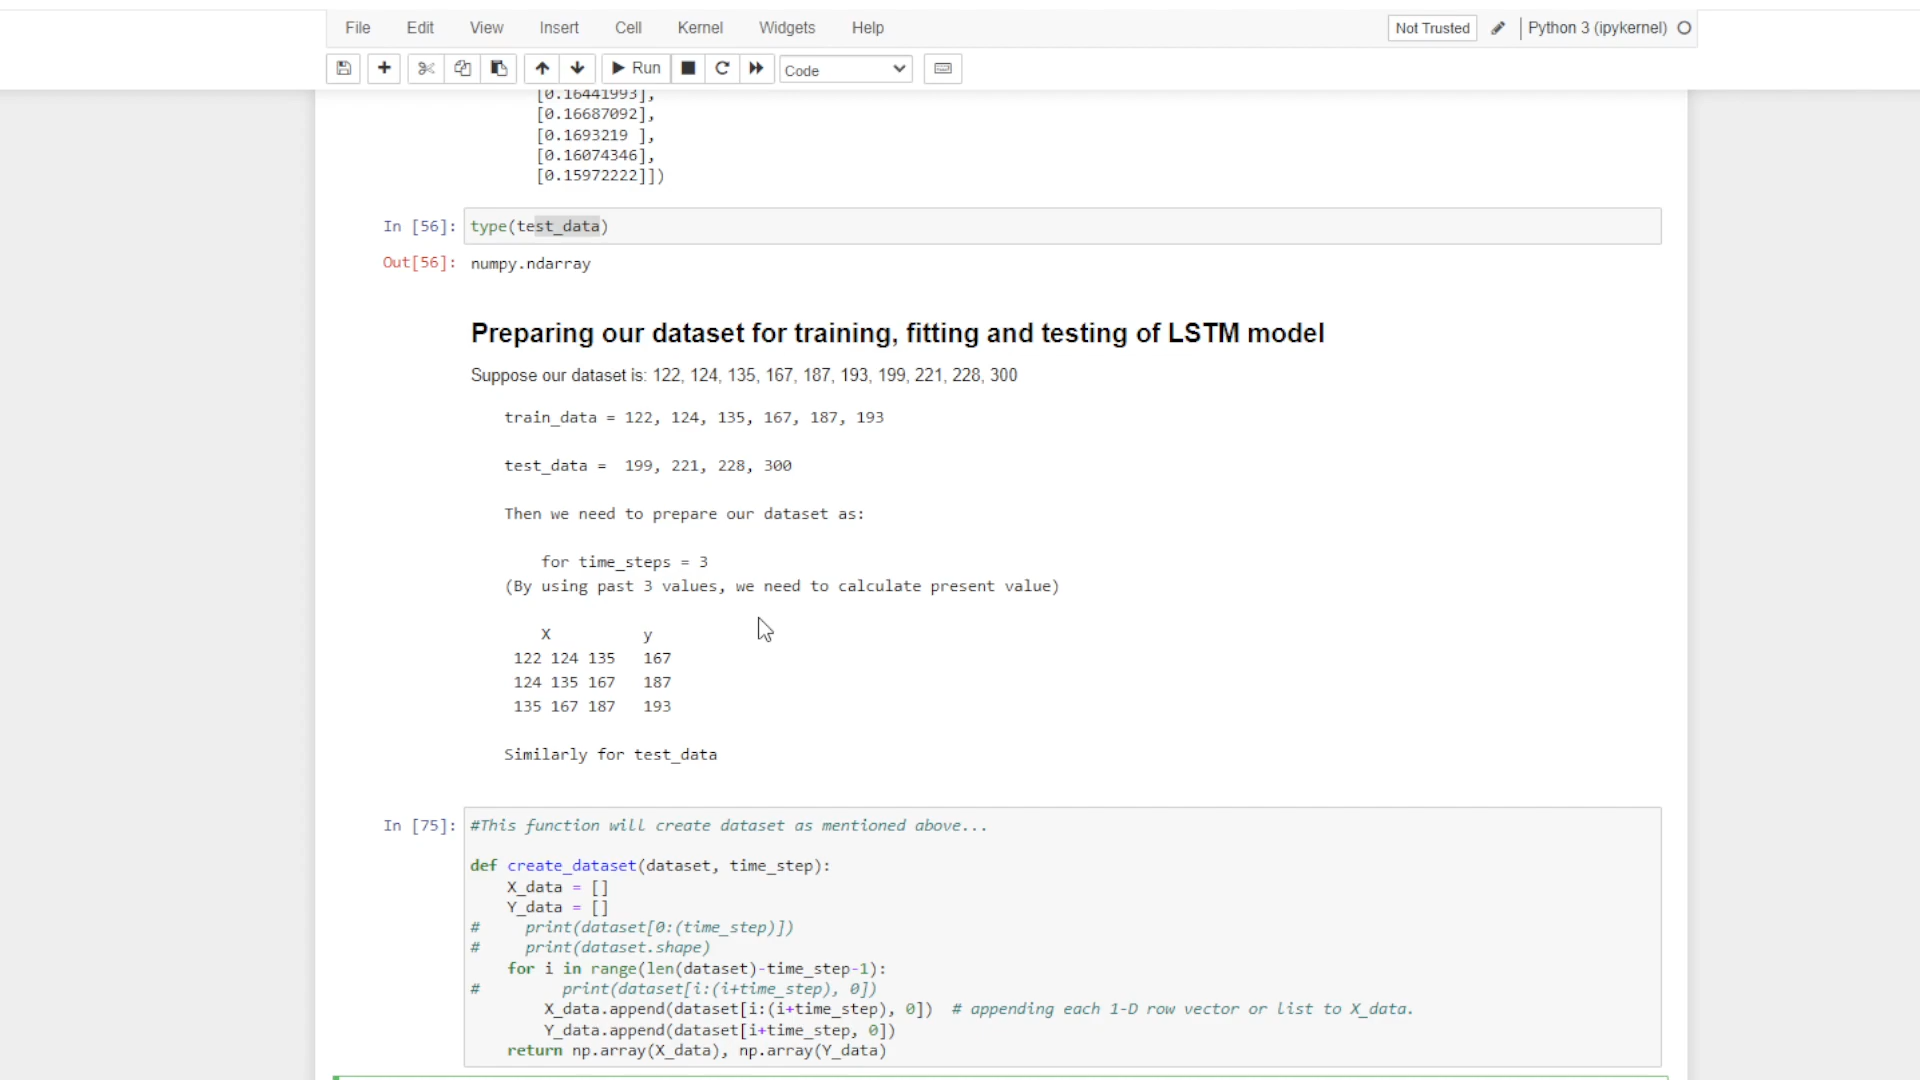 File Edit View Insert Cell Kernel Widgets Help Not Trusted Python 3 (ipykernel)
Run Code
[0.16441993],
[0.16687092],
[0.1693219 ],
[0.16074346],
[0.15972222]])
In [56]: type(test_data)
Out[56]: numpy.ndarray
Preparing our dataset for training, fitting and testing of LSTM model
Suppose our dataset is: 122, 124, 135, 167, 187, 193, 199, 221, 228, 300
train_data = 122, 124, 135, 167, 187, 193
test_data =  199, 221, 228, 300
Then we need to prepare our dataset as:
for time_steps = 3
(By using past 3 values, we need to calculate present value)
X y
122 124 135 167
124 135 167 187
135 167 187 193
Similarly for test_data
In [75]: #This function will create dataset as mentioned above...
def create_dataset(dataset, time_step):
X_data = []
Y_data = []
# print(dataset[0:(time_step)])
# print(dataset.shape)
for i in range(len(dataset)-time_step-1):
# print(dataset[i:(i+time_step), 0])
X_data.append(dataset[i:(i+time_step), 0]) # appending each 1-D row vector or list to X_data.
Y_data.append(dataset[i+time_step, 0])
return np.array(X_data), np.array(Y_data)